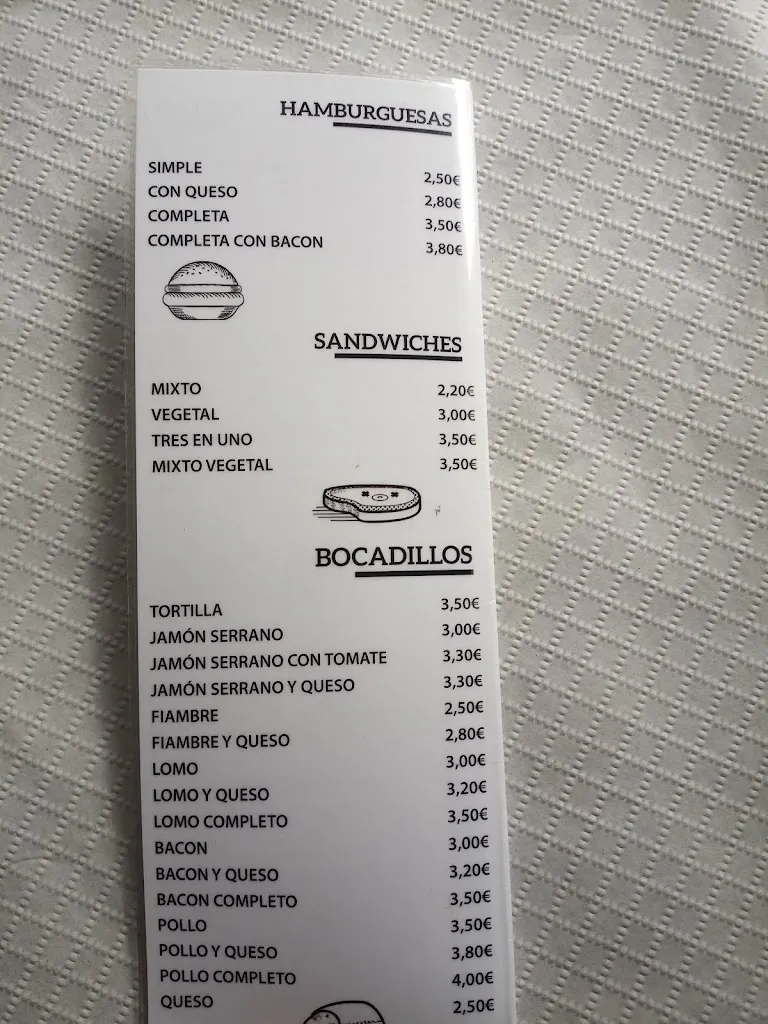 HAMBURGUESAS
SIMPLE 2,50€
CON QUESO 2,80€
COMPLETA 3,50€
COMPLETA CON BACON 3,80€
SANDWICHES
MIXTO 2,20€
VEGETAL 3,00€
TRES EN UNO 3,50€
MIXTO VEGETAL 3,50€
BOCADILLOS
TORTILLA 3,50€
JAMÓN SERRANO 3,00€
JAMÓN SERRANO CON TOMATE 3,30€
JAMÓN SERRANO Y QUESO 3,30€
FIAMBRE 2,50€
FIAMBRE Y QUESO 2,80€
LOMO 3,00€
LOMO Y QUESO 3,20€
LOMO COMPLETO 3,50€
BACON 3,00€
BACON Y QUESO 3,20€
BACON COMPLETO 3,50€
POLLO 3,50€
POLLO Y QUESO 3,80€
POLLO COMPLETO 4,00€
QUESO 2,50€